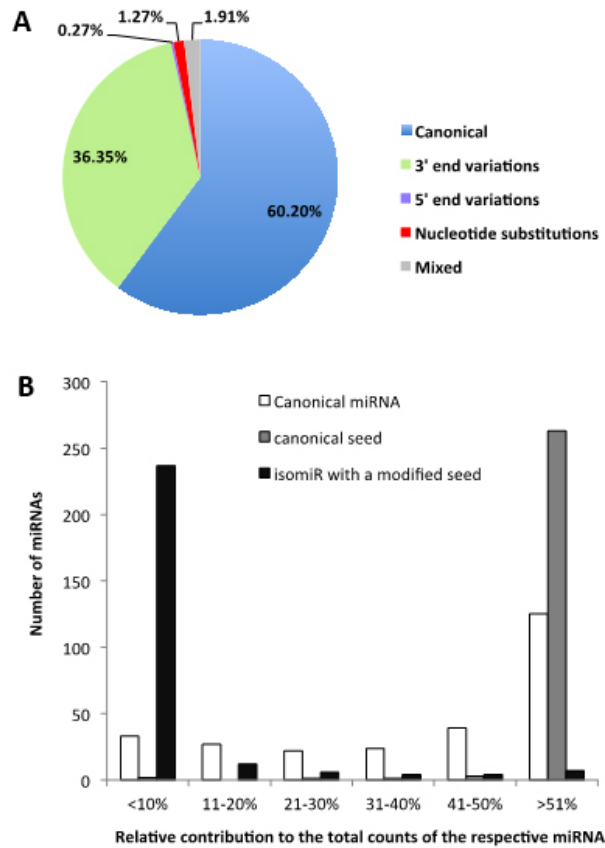 A
0.27%
1.27%
1.91%
36.35%
60.20%
Canonical
3' end variations
5' end variations
Nucleotide substitutions
Mixed
B
300
250
200
150
100
50
0
Number of miRNAs
Canonical miRNA
canonical seed
isomiR with a modified seed
<10% 11-20% 21-30% 31-40% 41-50% >51%
Relative contribution to the total counts of the respective miRNA